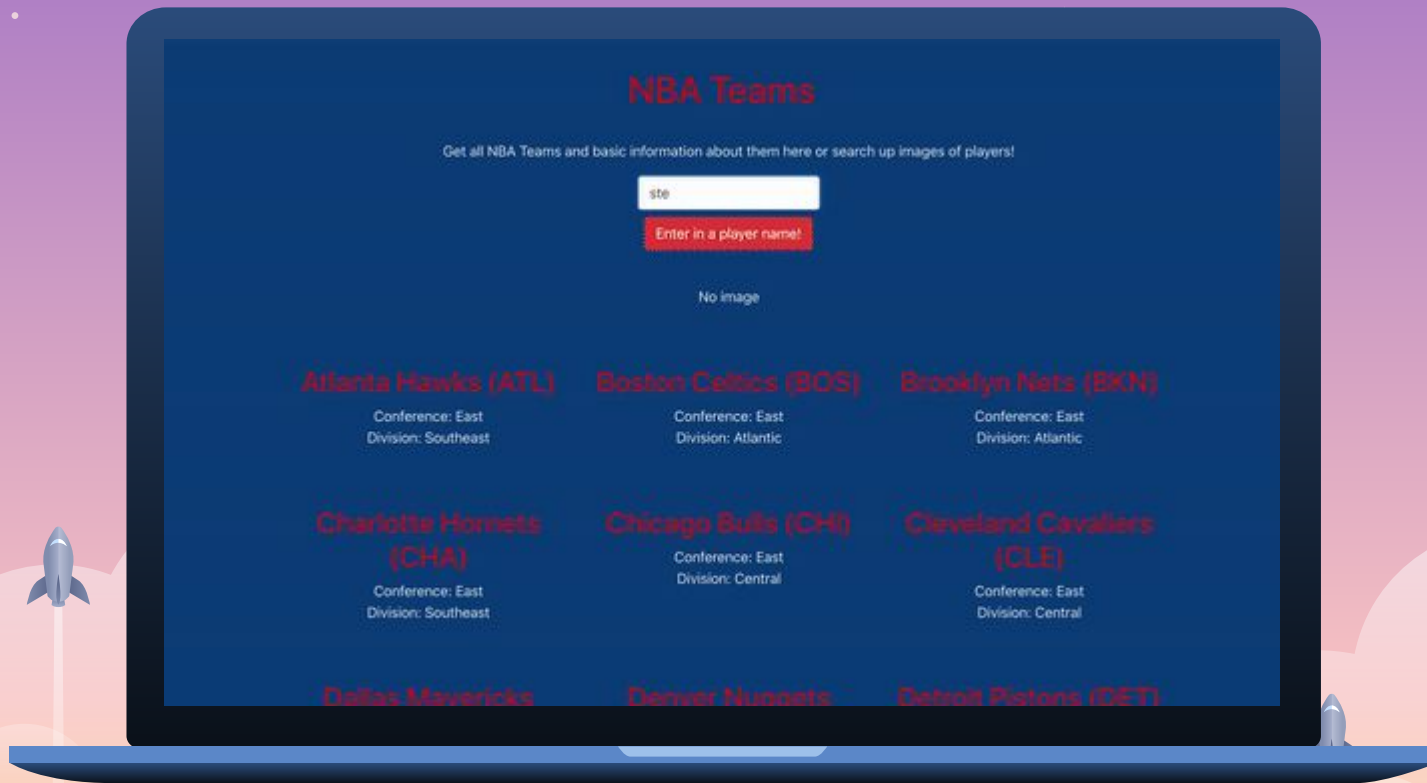 NBA Teams
Get all NBA Teams and basic information about them here or search up images of players!
ste
Enter in a player name!
No image
Atlanta Hawks (ATL)
Conference: East
Division: Southeast
Boston Celtics (BOS)
Conference: East
Division: Atlantic
Brooklyn Nets (BKN)
Conference: East
Division: Atlantic
Charlotte Hornets
(CHA)
Conference: East
Division: Southeast
Chicago Bulls (CHI)
Conference: East
Division: Central
Cleveland Cavaliers
(CLE)
Conference: East
Division: Central
Dallas Mavericks
Denver Nuggets
Detroit Pistons (DET)